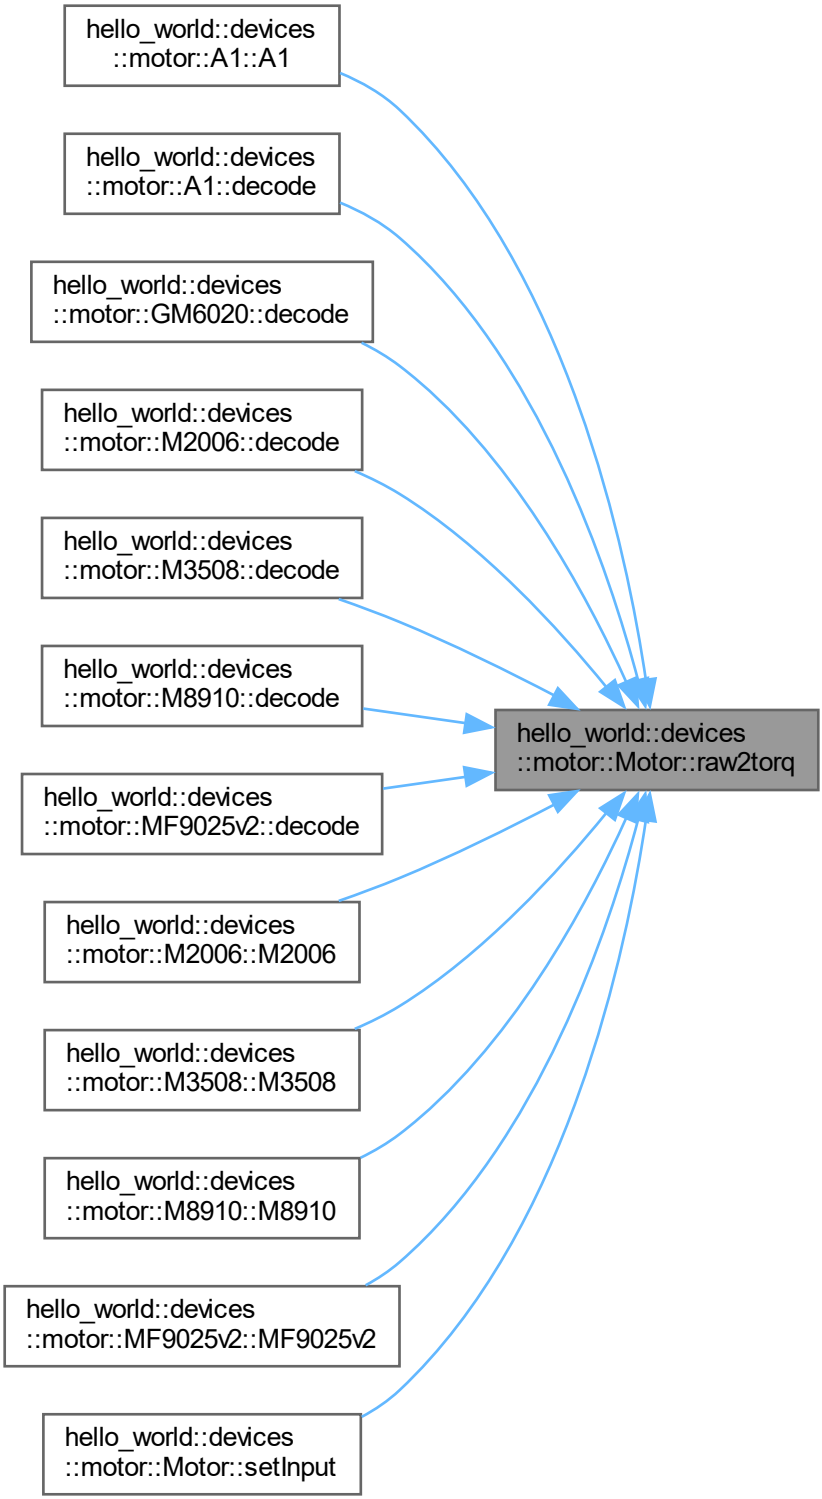 hello_world::devices
::motor::A1::A1
hello_world::devices
::motor::A1::decode
hello_world::devices
::motor::GM6020::decode
hello_world::devices
::motor::M2006::decode
hello_world::devices
::motor::M3508::decode
hello_world::devices
::motor::M8910::decode
hello_world::devices
::motor::Motor::raw2torq
hello_world::devices
::motor::MF9025v2::decode
hello_world::devices
::motor::M2006::M2006
hello_world::devices
::motor::M3508::M3508
hello_world::devices
::motor::M8910::M8910
hello_world::devices
::motor::MF9025v2::MF9025v2
hello_world::devices
::motor::Motor::setInput